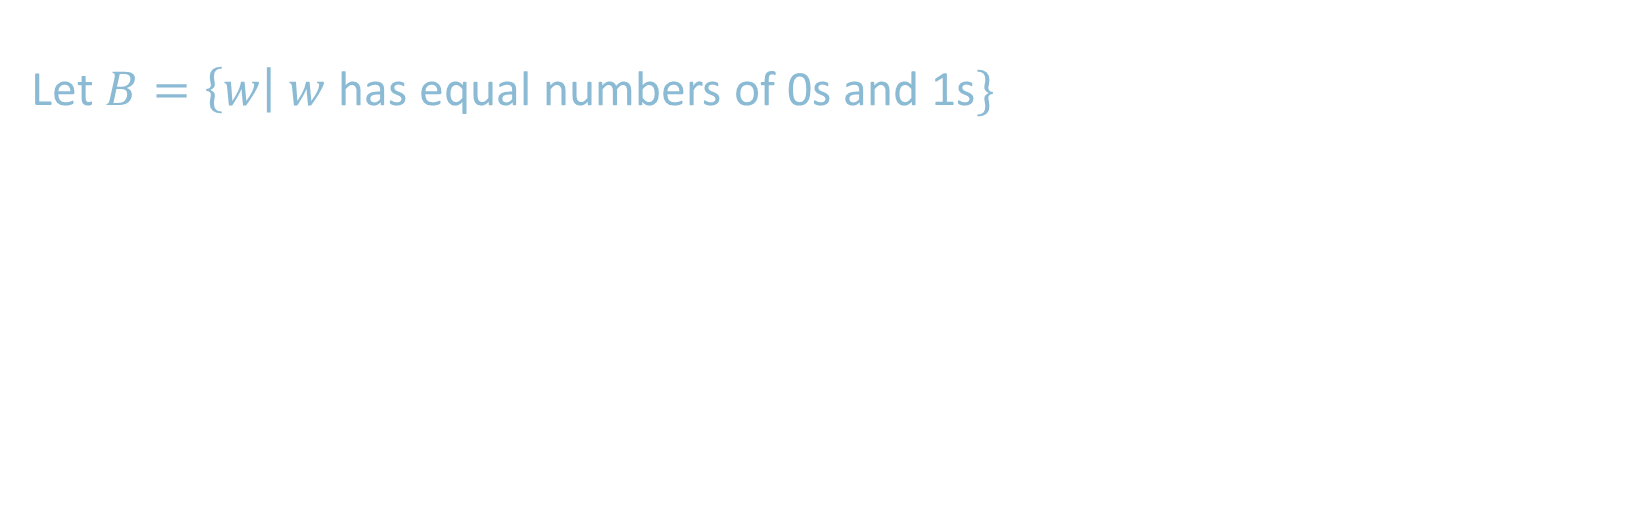 Let 𝐵 = {𝑤| 𝑤 has equal numbers of 0s and 1s}